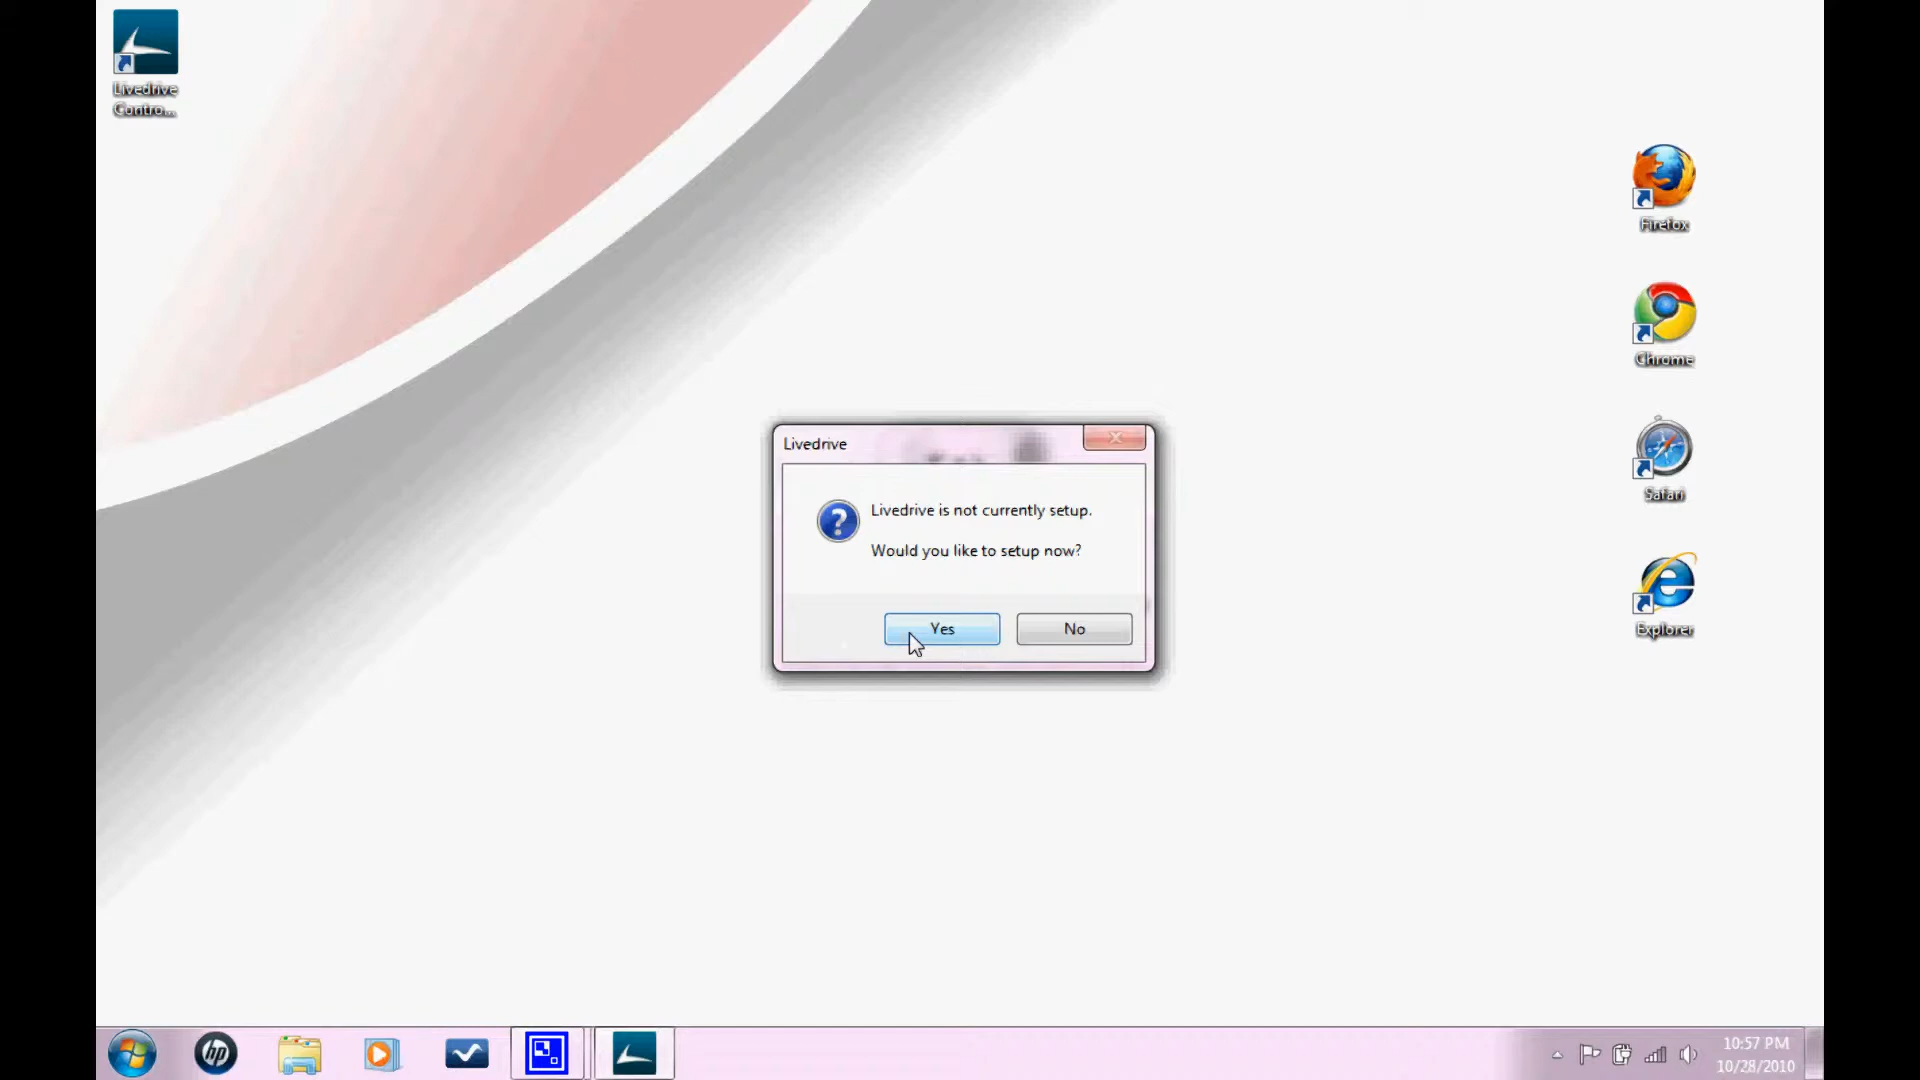 Livedrive
Contro...
Firefox
Chrome
Safari
Explorer
Livedrive
Livedrive is not currently setup.
Would you like to setup now?
Yes
No
hp
10:57 PM
10/28/2010